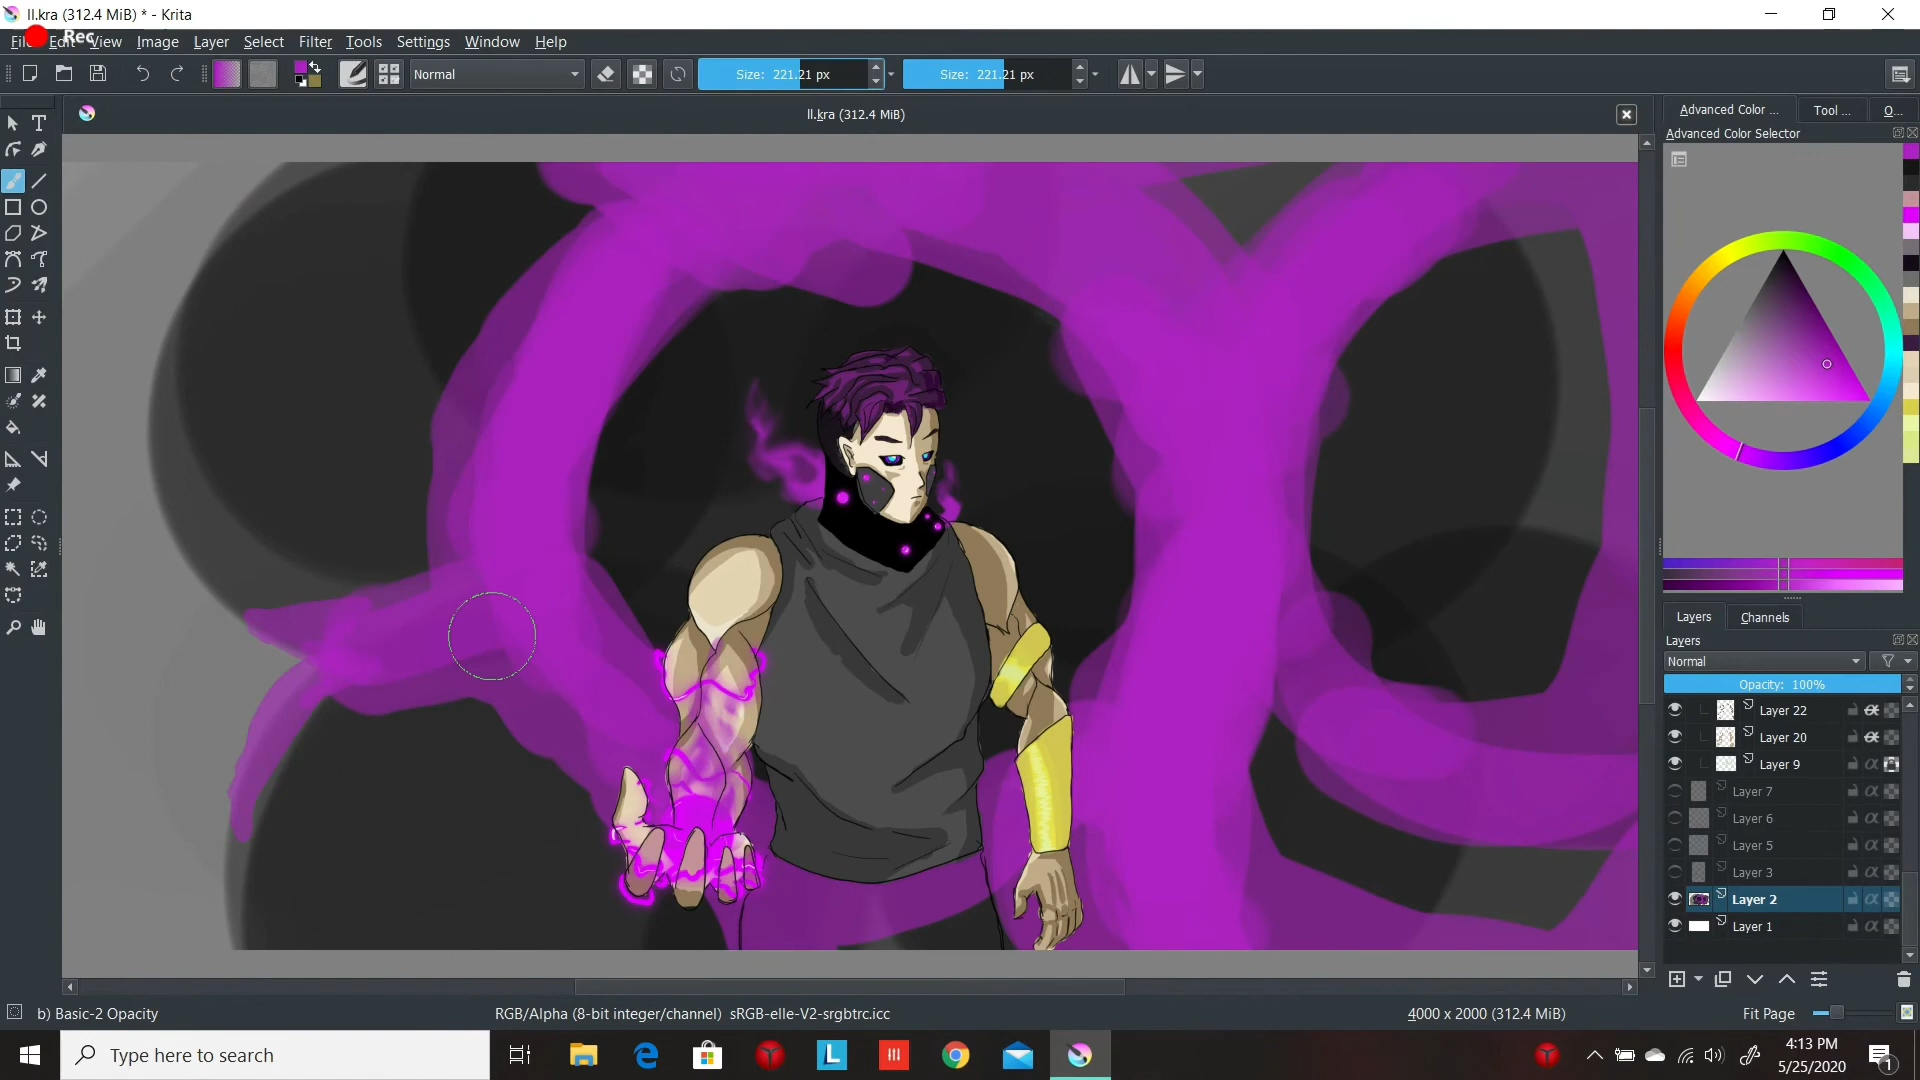 ll.kra (312.4 MiB) * - Krita
Rec
File Edit View Image Layer Select Filter Tools Settings Window Help
Normal
Size: 221.21 px
Size: 221.21 px
ll.kra (312.4 MiB)
Advanced Color ... Tool ... O...
Advanced Color Selector
Layers Channels
Layers
Normal
Opacity: 100%
Layer 22
Layer 20
Layer 9
Layer 7
Layer 6
Layer 5
Layer 3
Layer 2
Layer 1
b) Basic-2 Opacity
RGB/Alpha (8-bit integer/channel) sRGB-elle-V2-srgbtrc.icc
4000 x 2000 (312.4 MiB)
Fit Page
Type here to search
L
4:13 PM
5/25/2020
1